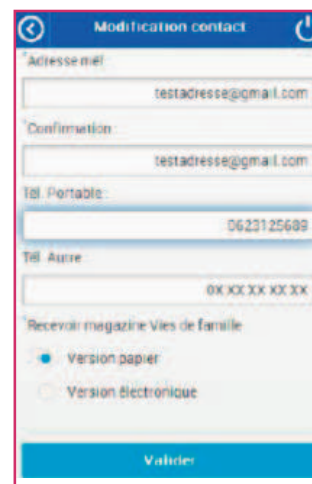 Modification contact
*Adresse mél
testadresse@gmail.com
*Confirmation :
testadresse@gmail.com
Tél. Portable :
0623125689
Tél. Autre :
0X XX XX XX XX
*Recevoir magazine Vies de famille
Version papier
Version électronique
Valider